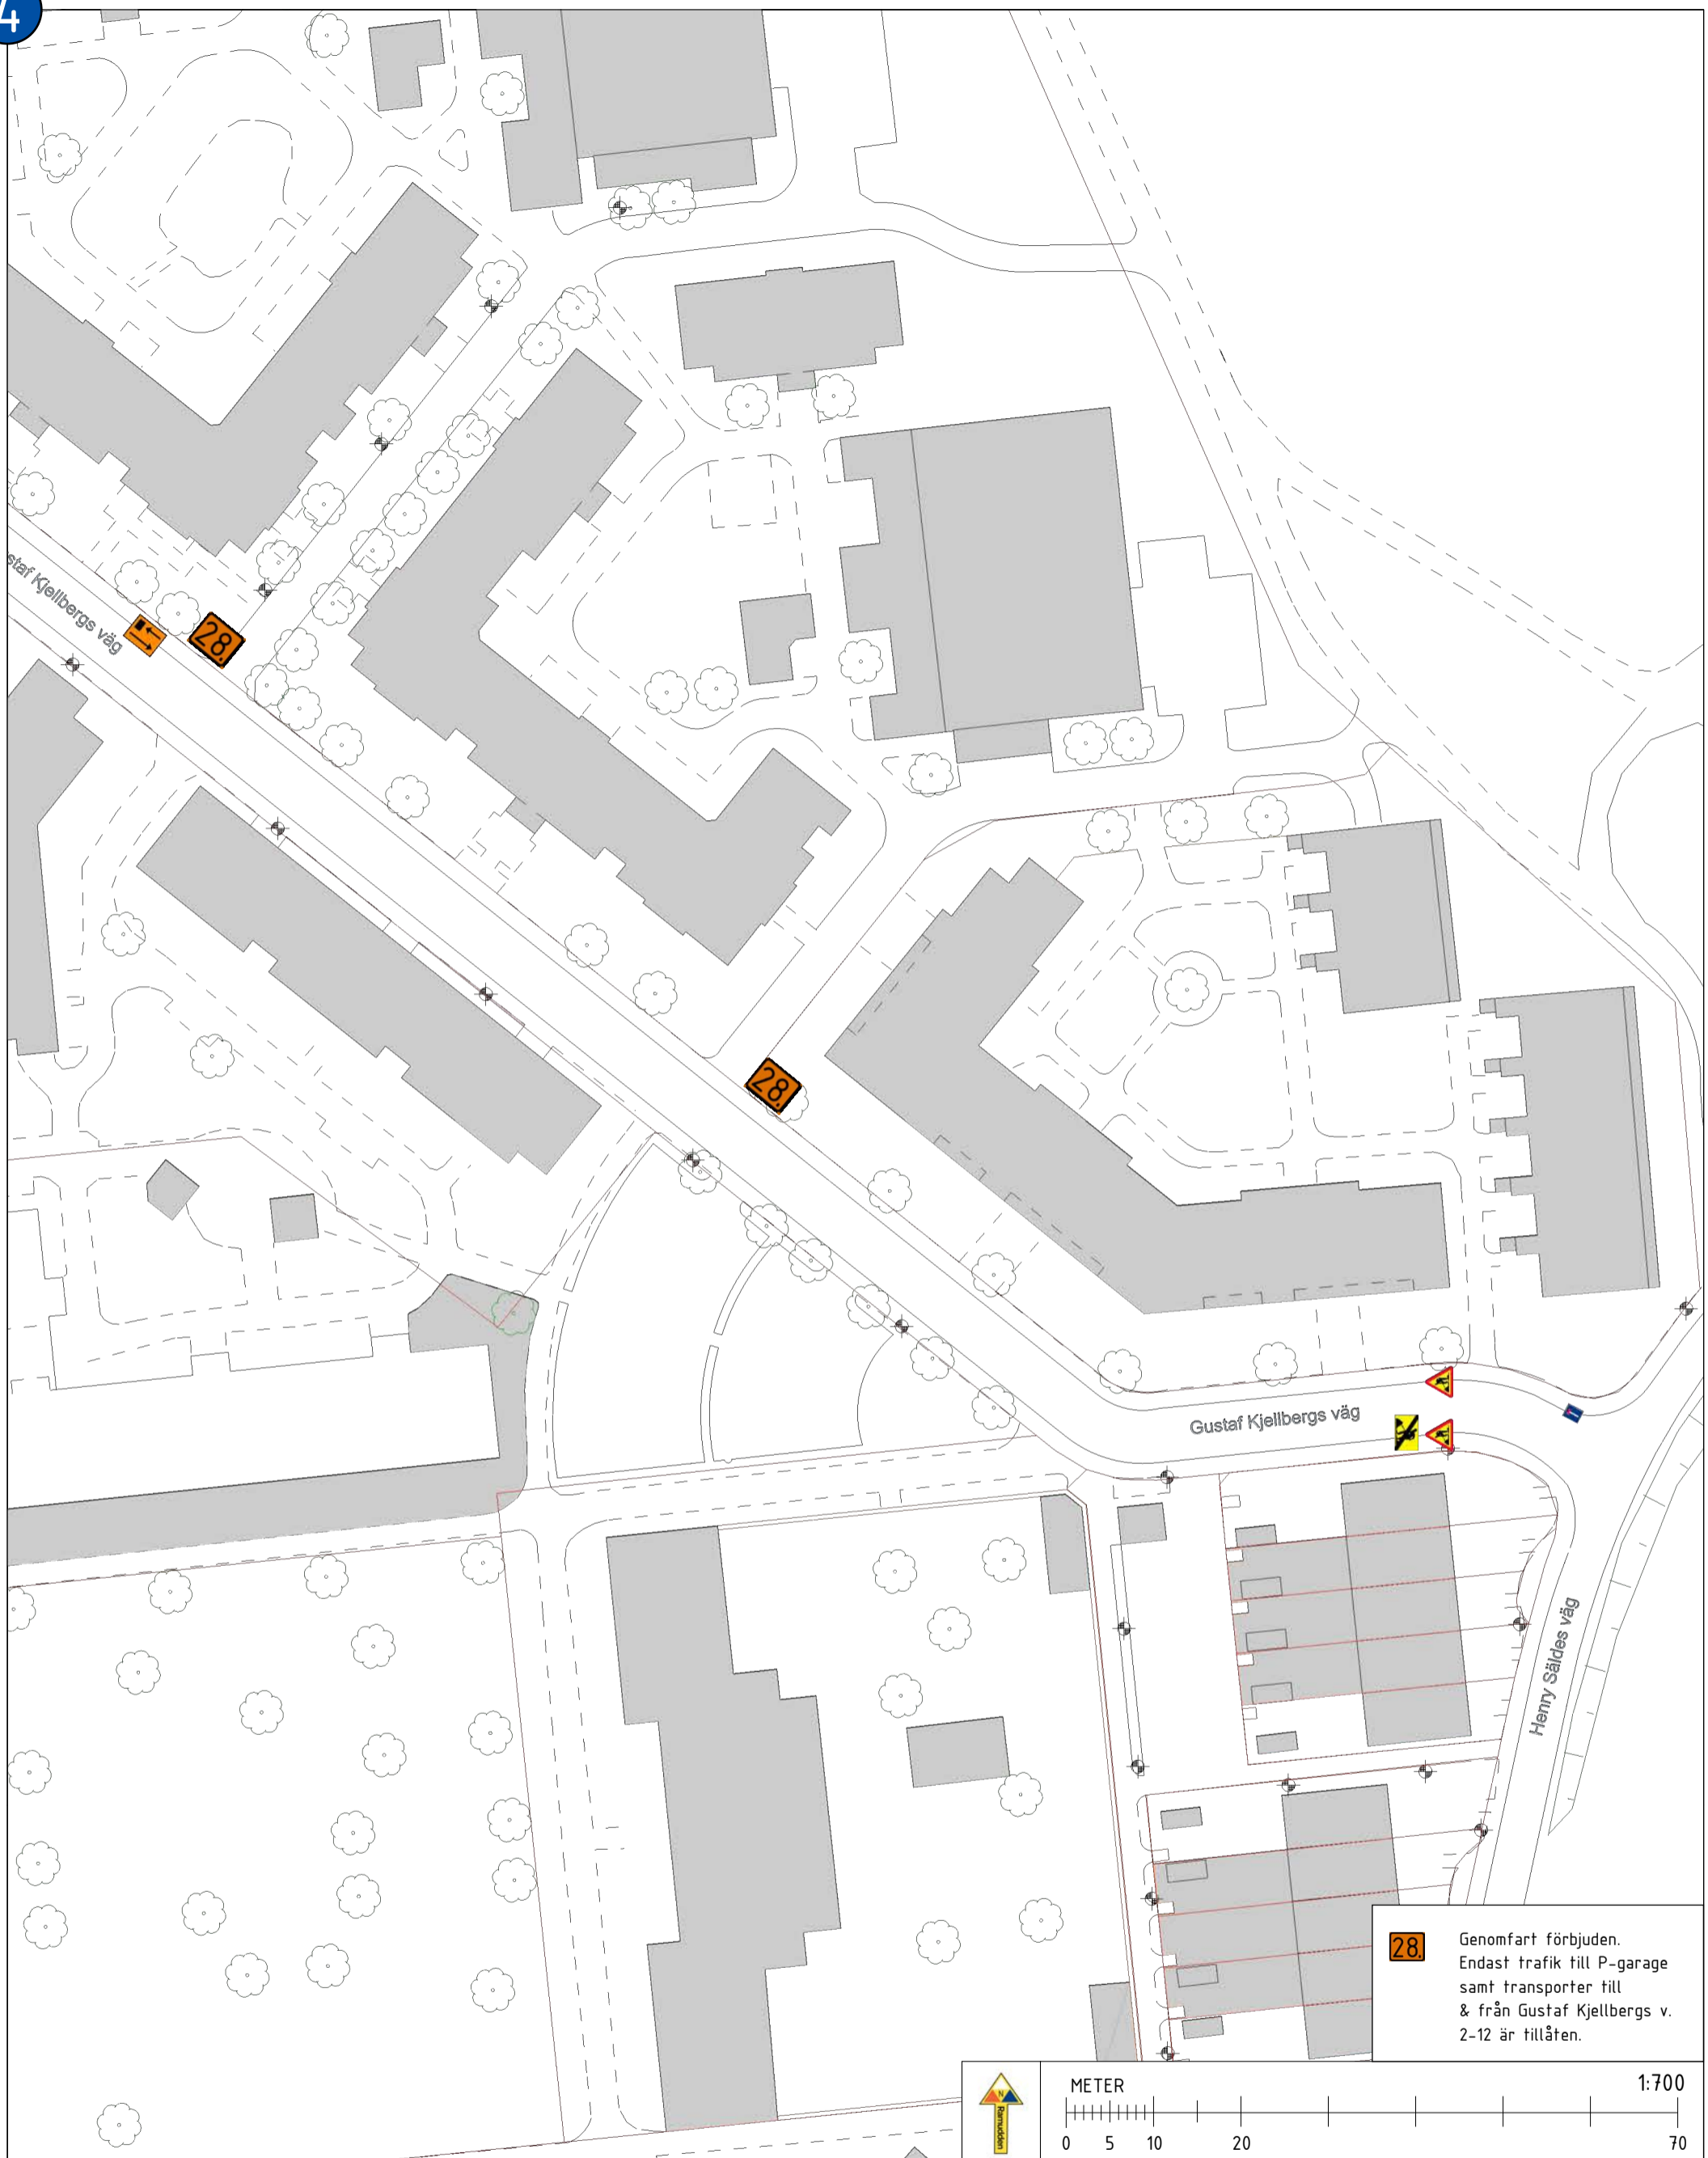 4
staf Kjellbergs väg
28.
28.
Gustaf Kjellbergs väg
Henry Säldes väg
28.
Genomfart förbjuden.
Endast trafik till P-garage
samt transporter till
& från Gustaf Kjellbergs v.
2-12 är tillåten.
N
Ramudden
METER
1:700
0 5 10 20 70